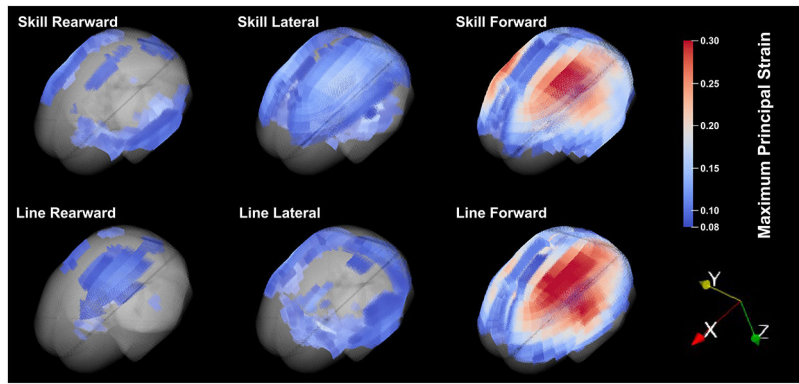 Skill Rearward
Skill Lateral
Skill Forward
Line Rearward
Line Lateral
Line Forward
0.30
0.25
0.20
0.15
0.10
0.08
Maximum Principal Strain
Y
X
Z